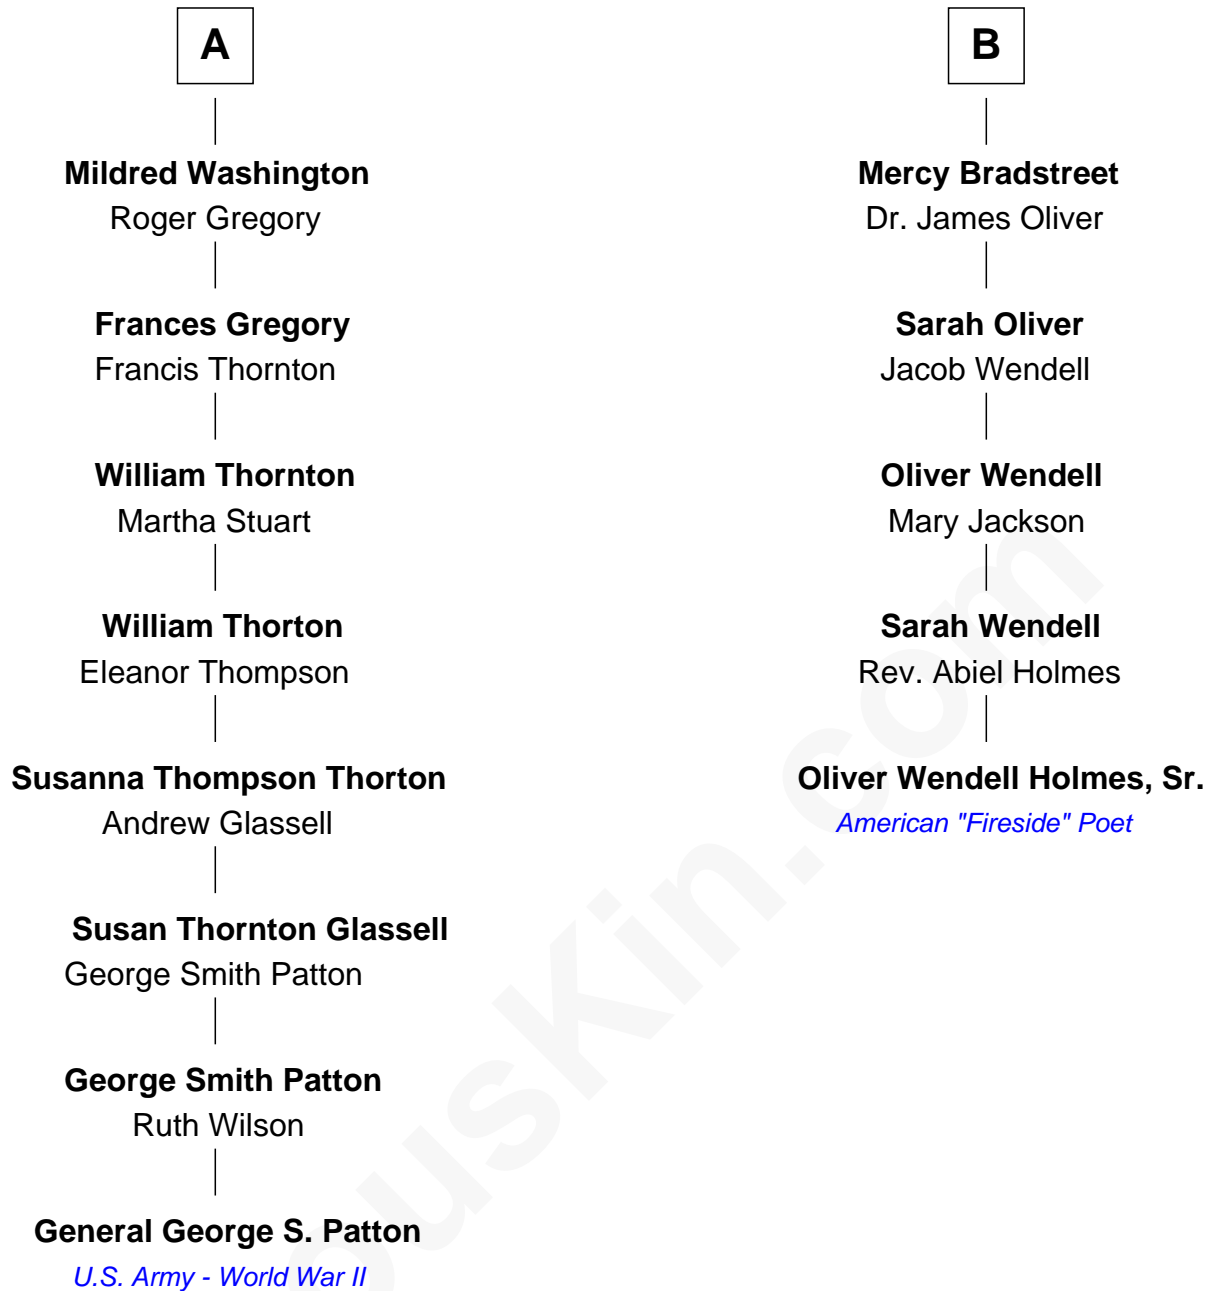 A
Mildred Washington
Roger Gregory
Frances Gregory
Francis Thornton
William Thornton
Martha Stuart
William Thorton
Eleanor Thompson
Susanna Thompson Thorton
Andrew Glassell
Susan Thornton Glassell
George Smith Patton
George Smith Patton
Ruth Wilson
General George S. Patton
U.S. Army - World War II
B
Mercy Bradstreet
Dr. James Oliver
Sarah Oliver
Jacob Wendell
Oliver Wendell
Mary Jackson
Sarah Wendell
Rev. Abiel Holmes
Oliver Wendell Holmes, Sr.
American "Fireside" Poet
ousKin.com